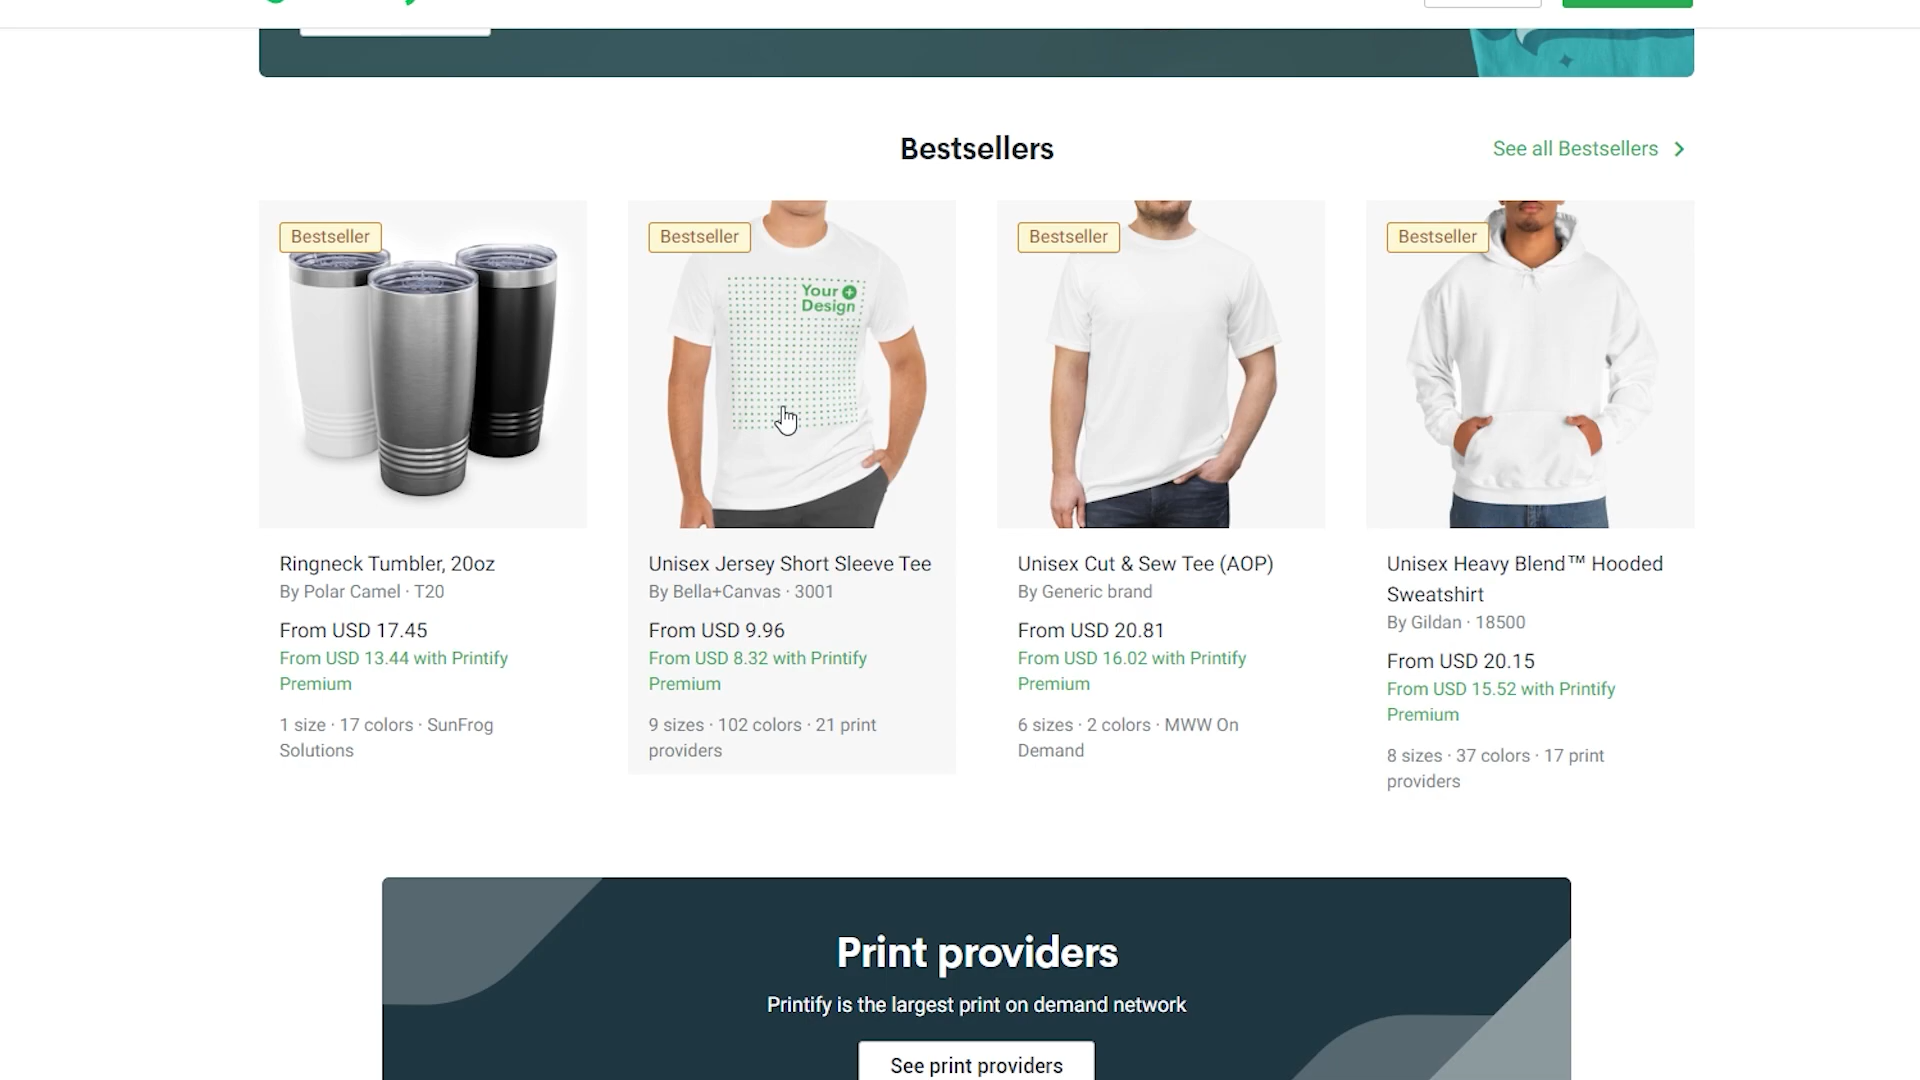 Bestsellers
See all Bestsellers
Bestseller
Bestseller
Your
Design
Bestseller
Bestseller
Ringneck Tumbler, 20oz
By Polar Camel · T20
From USD 17.45
From USD 13.44 with Printify
Premium
1 size · 17 colors · SunFrog
Solutions
Unisex Jersey Short Sleeve Tee
By Bella+Canvas · 3001
From USD 9.96
From USD 8.32 with Printify
Premium
9 sizes · 102 colors · 21 print
providers
Unisex Cut & Sew Tee (AOP)
By Generic brand
From USD 20.81
From USD 16.02 with Printify
Premium
6 sizes · 2 colors · MWW On
Demand
Unisex Heavy Blend™ Hooded
Sweatshirt
By Gildan · 18500
From USD 20.15
From USD 15.52 with Printify
Premium
8 sizes · 37 colors · 17 print
providers
Print providers
Printify is the largest print on demand network
See print providers